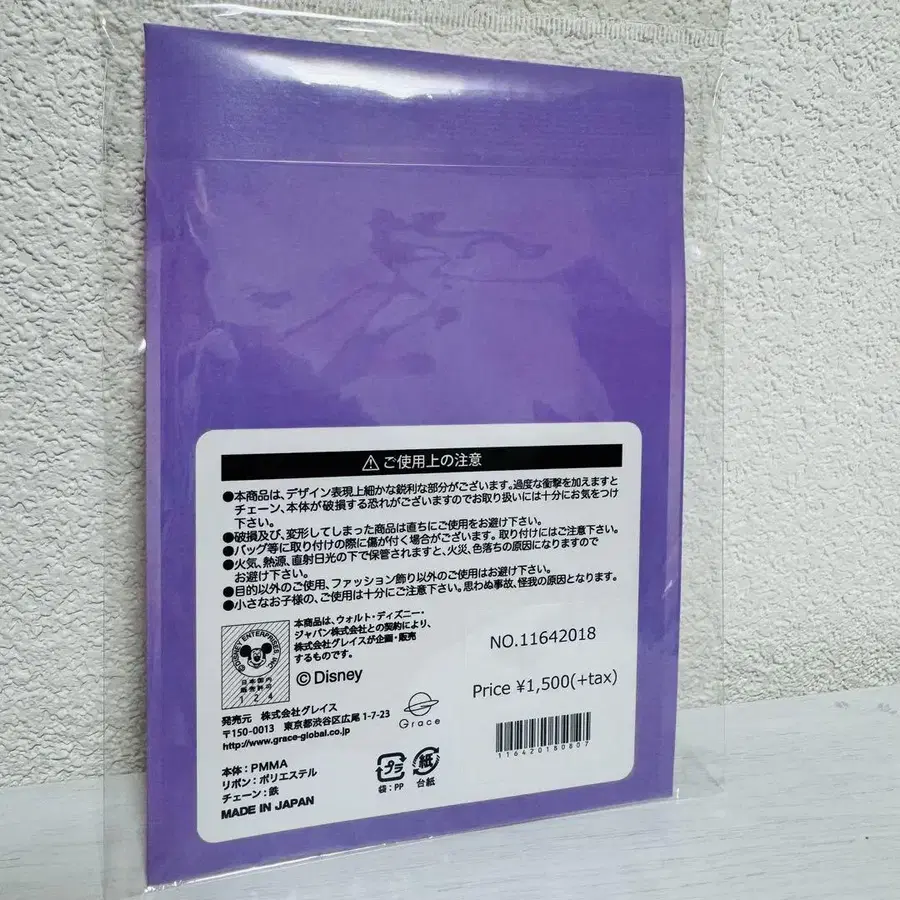 ⚠ご使用上の注意
●本商品は、デザイン表現上細かな鋭利な部分がございます。過度な衝撃を加えますと
チェーン、本体が破損する恐れがございますのでお取り扱いには十分にお気をつけ
下さい。
●破損及び、変形してしまった商品は直ちにご使用をお避け下さい。
●バッグ等に取り付けの際に傷が付く場合がございます。取り付けにはご注意下さい。
●火気、熱源、直射日光の下で保管されますと、火災、色落ちの原因になりますので
お避け下さい。
●目的以外のご使用、ファッション飾り以外のご使用はお避け下さい。
●小さなお子様の、ご使用は十分にご注意下さい。思わぬ事故、怪我の原因となります。
本商品は、ウォルト・ディズニー・
ジャパン株式会社との契約により、
株式会社グレイスが企画・販売
するものです。
©DISNEY ENTERPRISES INC.
日本国内
販売許諾
124
© Disney
発売元 株式会社グレイス
〒150-0013 東京都渋谷区広尾1-7-23
http://www.grace-global.co.jp
Grace
本体：PMMA
リボン：ポリエステル
チェーン：鉄
MADE IN JAPAN
プラ
袋：PP
紙
台紙
NO.11642018
Price ¥1,500(+tax)
116420180807